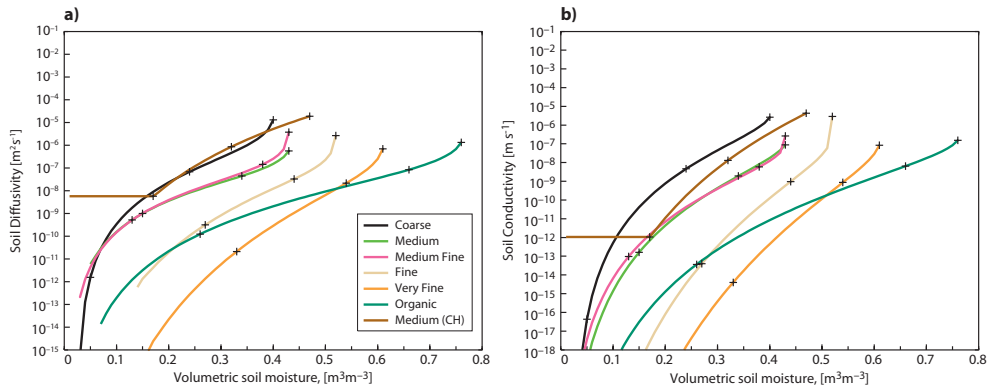 a)
10⁻¹
10⁻²
10⁻³
10⁻⁴
10⁻⁵
10⁻⁶
10⁻⁷
10⁻⁸
10⁻⁹
10⁻¹⁰
10⁻¹¹
10⁻¹²
10⁻¹³
10⁻¹⁴
10⁻¹⁵
Soil Diffusivity [m²s⁻¹]
Coarse
Medium
Medium Fine
Fine
Very Fine
Organic
Medium (CH)
0 0.1 0.2 0.3 0.4 0.5 0.6 0.7 0.8
Volumetric soil moisture, [m³m⁻³]
b)
10⁻¹
10⁻²
10⁻³
10⁻⁴
10⁻⁵
10⁻⁶
10⁻⁷
10⁻⁸
10⁻⁹
10⁻¹⁰
10⁻¹¹
10⁻¹²
10⁻¹³
10⁻¹⁴
10⁻¹⁵
10⁻¹⁶
10⁻¹⁷
10⁻¹⁸
Soil Conductivity [m s⁻¹]
0 0.1 0.2 0.3 0.4 0.5 0.6 0.7 0.8
Volumetric soil moisture, [m³m⁻³]